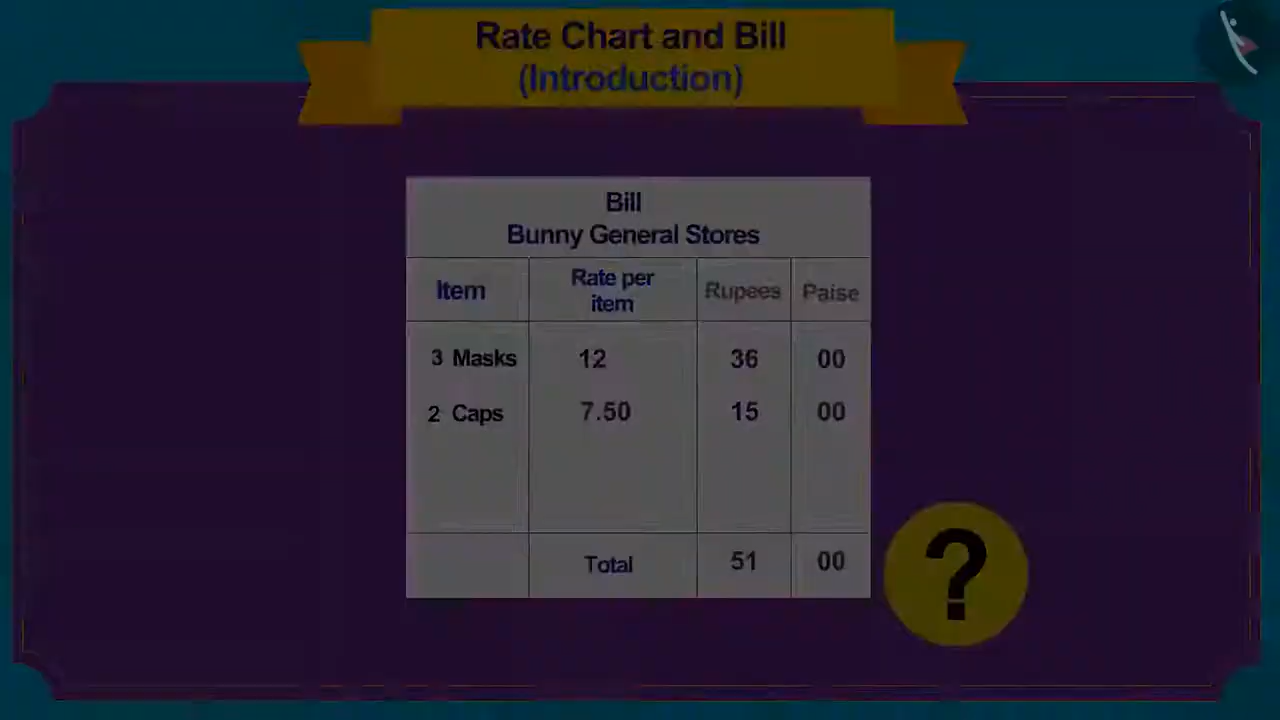 Rate Chart and Bill
(Introduction)
Bill
Bunny General Stores
Item Rate per item Rupees Paise
3 Masks 12 36 00
2 Caps 7.50 15 00
Total 51 00
?